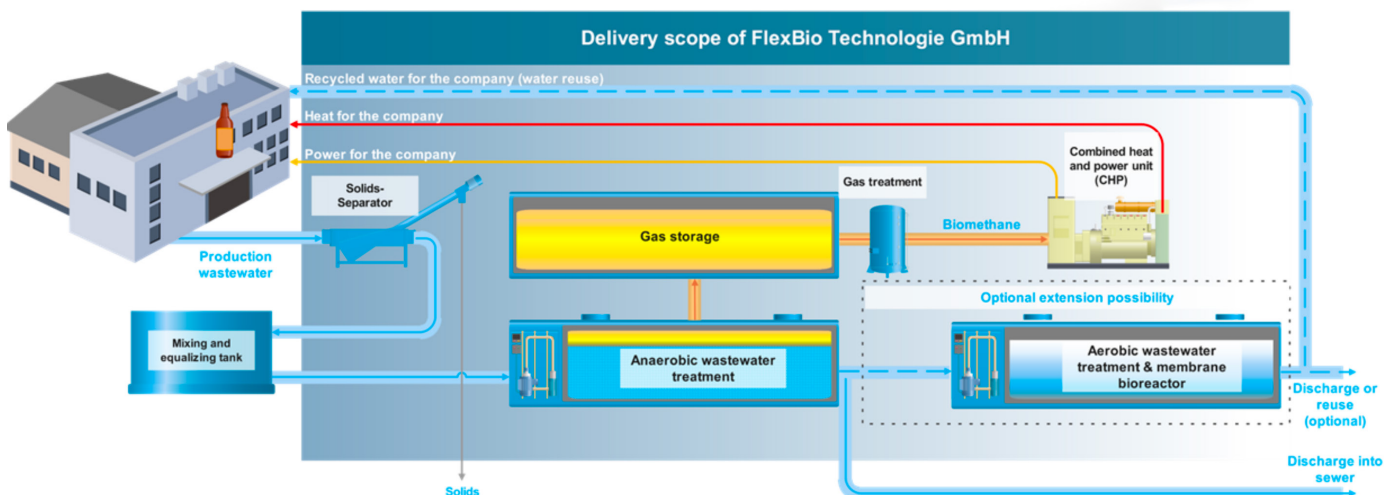 Delivery scope of FlexBio Technologie GmbH
Recycled water for the company (water reuse)
Heat for the company
Power for the company
Combined heat
and power unit
(CHP)
Solids-
Separator
Gas treatment
Gas storage
Biomethane
Production
wastewater
Optional extension possibility
Mixing and
equalizing tank
Anaerobic wastewater
treatment
Aerobic wastewater
treatment & membrane
bioreactor
Discharge or
reuse
(optional)
Discharge into
sewer
Solids